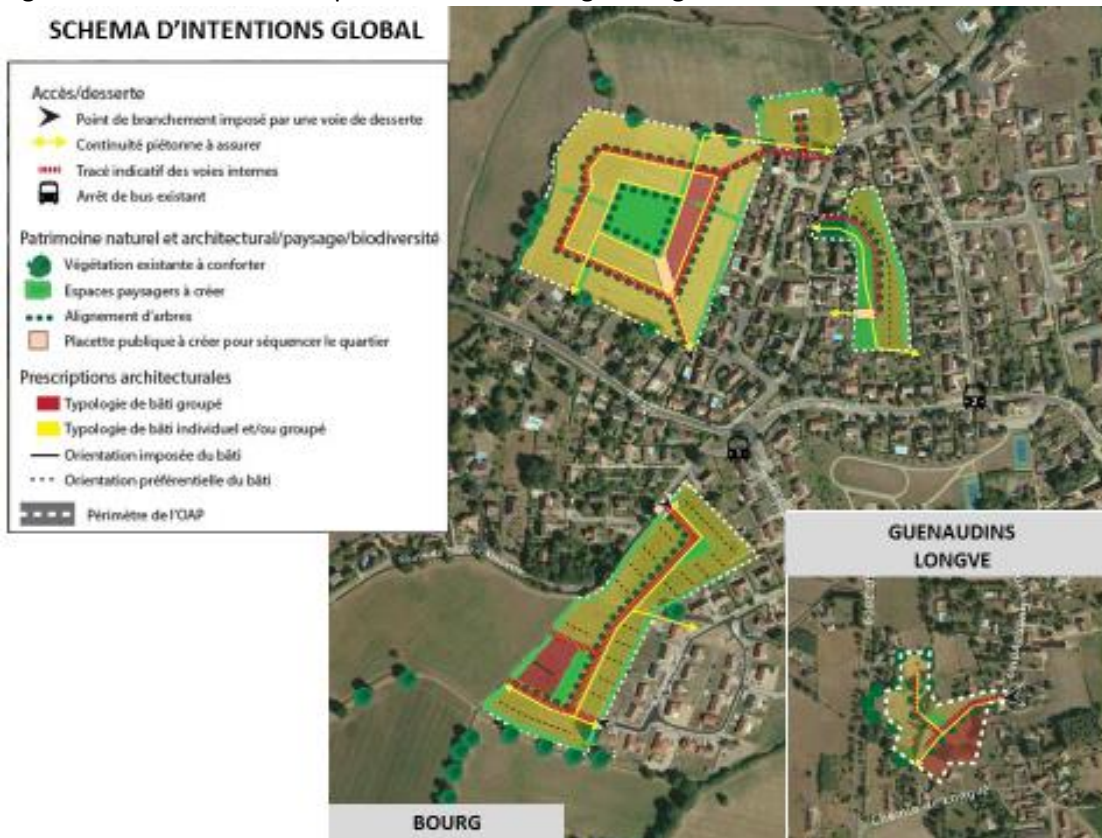 SCHEMA D'INTENTIONS GLOBAL
Accès/desserte
Point de branchement imposé par une voie de desserte
Continuité piétonne à assurer
Tracé indicatif des voies internes
Arrêt de bus existant
Patrimoine naturel et architectural/paysage/biodiversité
Végétation existante à conforter
Espaces paysagers à créer
Alignement d'arbres
Placette publique à créer pour séquencer le quartier
Prescriptions architecturales
Typologie de bâti groupé
Typologie de bâti individuel et/ou groupé
Orientation imposée du bâti
Orientation préférentielle du bâti
Périmètre de l'OAP
GUENAUDINS
LONGVE
BOURG